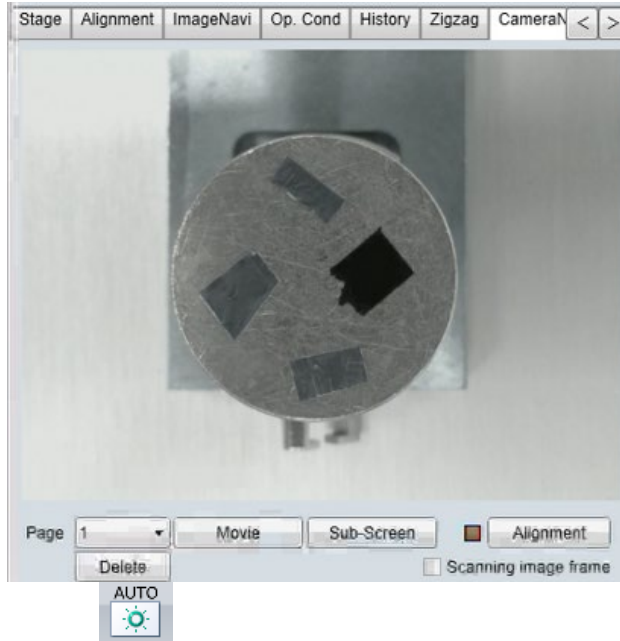 Stage Alignment ImageNavi Op. Cond History Zigzag CameraN < >
Page 1 Movie Sub-Screen Alignment
Delete Scanning image frame
AUTO